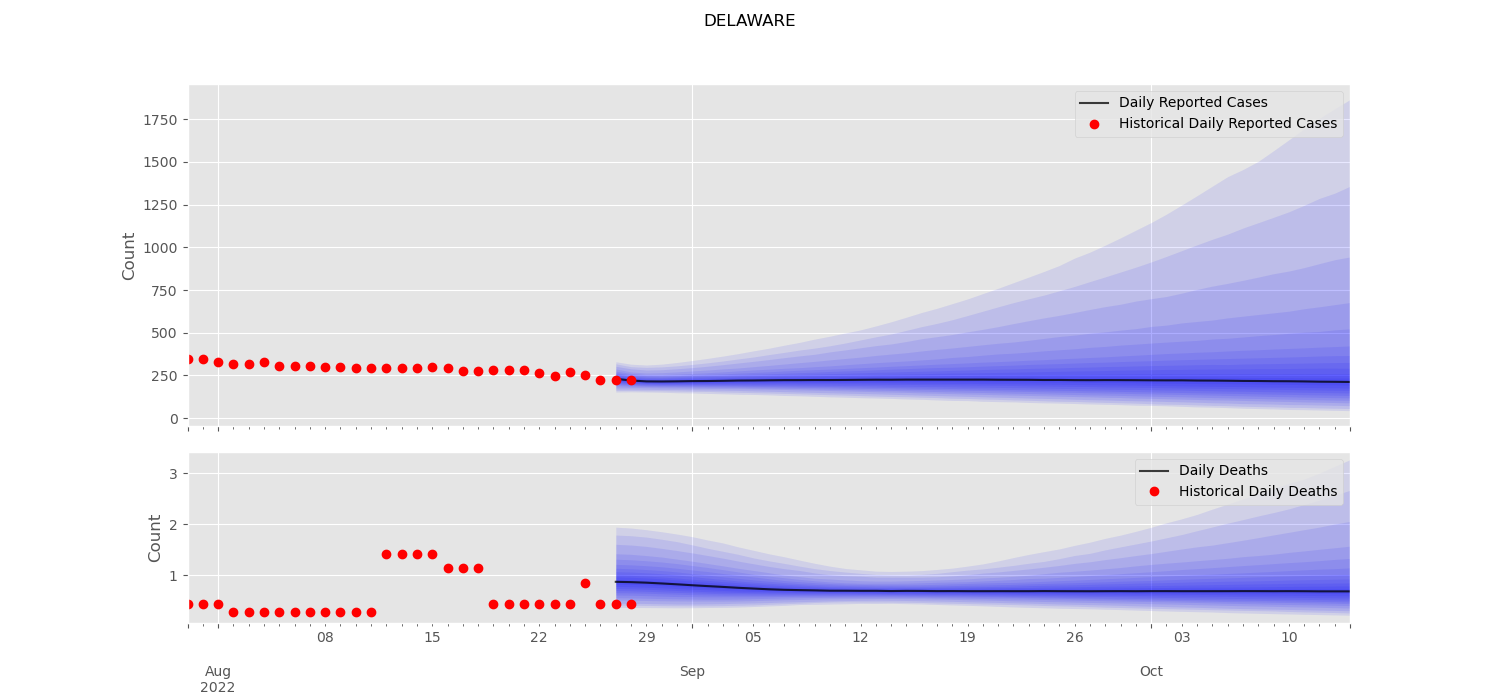 DELAWARE
Daily Reported Cases
Historical Daily Reported Cases
1750
1500
1250
1000
750
500
250
0
Count
Daily Deaths
Historical Daily Deaths
3
2
1
Count
08 15 22 29 05 12 19 26 03 10
Aug Sep Oct
2022